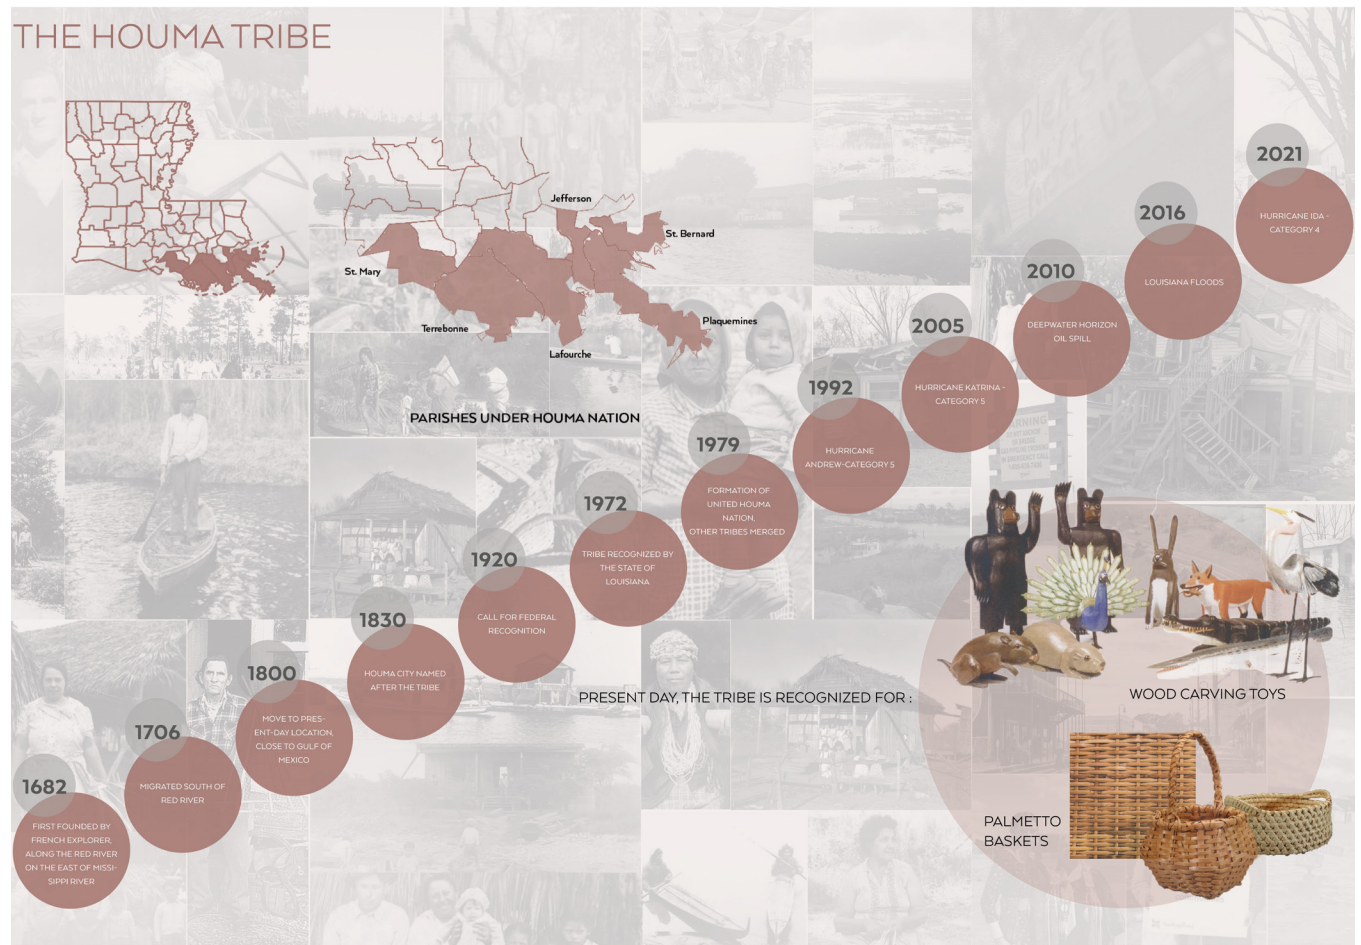 THE HOUMA TRIBE
Jefferson
St. Bernard
St. Mary
Terrebonne
Plaquemines
Lafourche
PARISHES UNDER HOUMA NATION
1682
FIRST FOUNDED BY
FRENCH EXPLORER,
ALONG THE RED RIVER
ON THE EAST OF MISSI-
SIPPI RIVER
1706
MIGRATED SOUTH OF
RED RIVER
1800
MOVE TO PRES-
ENT-DAY LOCATION,
CLOSE TO GULF OF
MEXICO
1830
HOUMA CITY NAMED
AFTER THE TRIBE
1920
CALL FOR FEDERAL
RECOGNITION
1972
TRIBE RECOGNIZED BY
THE STATE OF
LOUISIANA
1979
FORMATION OF
UNITED HOUMA
NATION,
OTHER TRIBES MERGED
1992
HURRICANE
ANDREW-CATEGORY 5
2005
HURRICANE KATRINA -
CATEGORY 5
2010
DEEPWATER HORIZON
OIL SPILL
2016
LOUISIANA FLOODS
2021
HURRICANE IDA -
CATEGORY 4
WARNING
PRESENT DAY, THE TRIBE IS RECOGNIZED FOR :
WOOD CARVING TOYS
PALMETTO
BASKETS